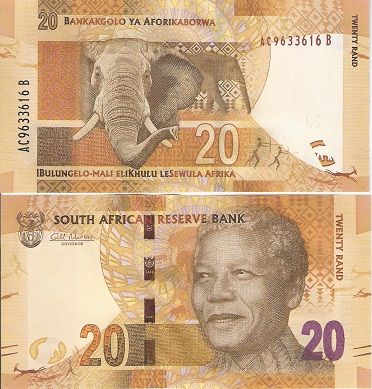 20 BANKAKGOLO YA AFORIKABORWA
TWENTY RAND
AC9633616 B
AC9633616 B
20
IBULUNGELO-MALI ELIKHULU LESEWULA AFRIKA
SOUTH AFRICAN RESERVE BANK
GOVERNOR
TWENTY RAND
20
20